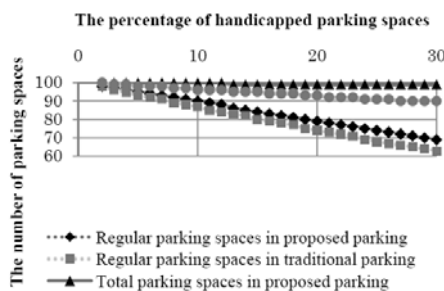 The percentage of handicapped parking spaces
0 10 20 30
100
90
80
70
60
The number of parking spaces
Regular parking spaces in proposed parking
Regular parking spaces in traditional parking
Total parking spaces in proposed parking